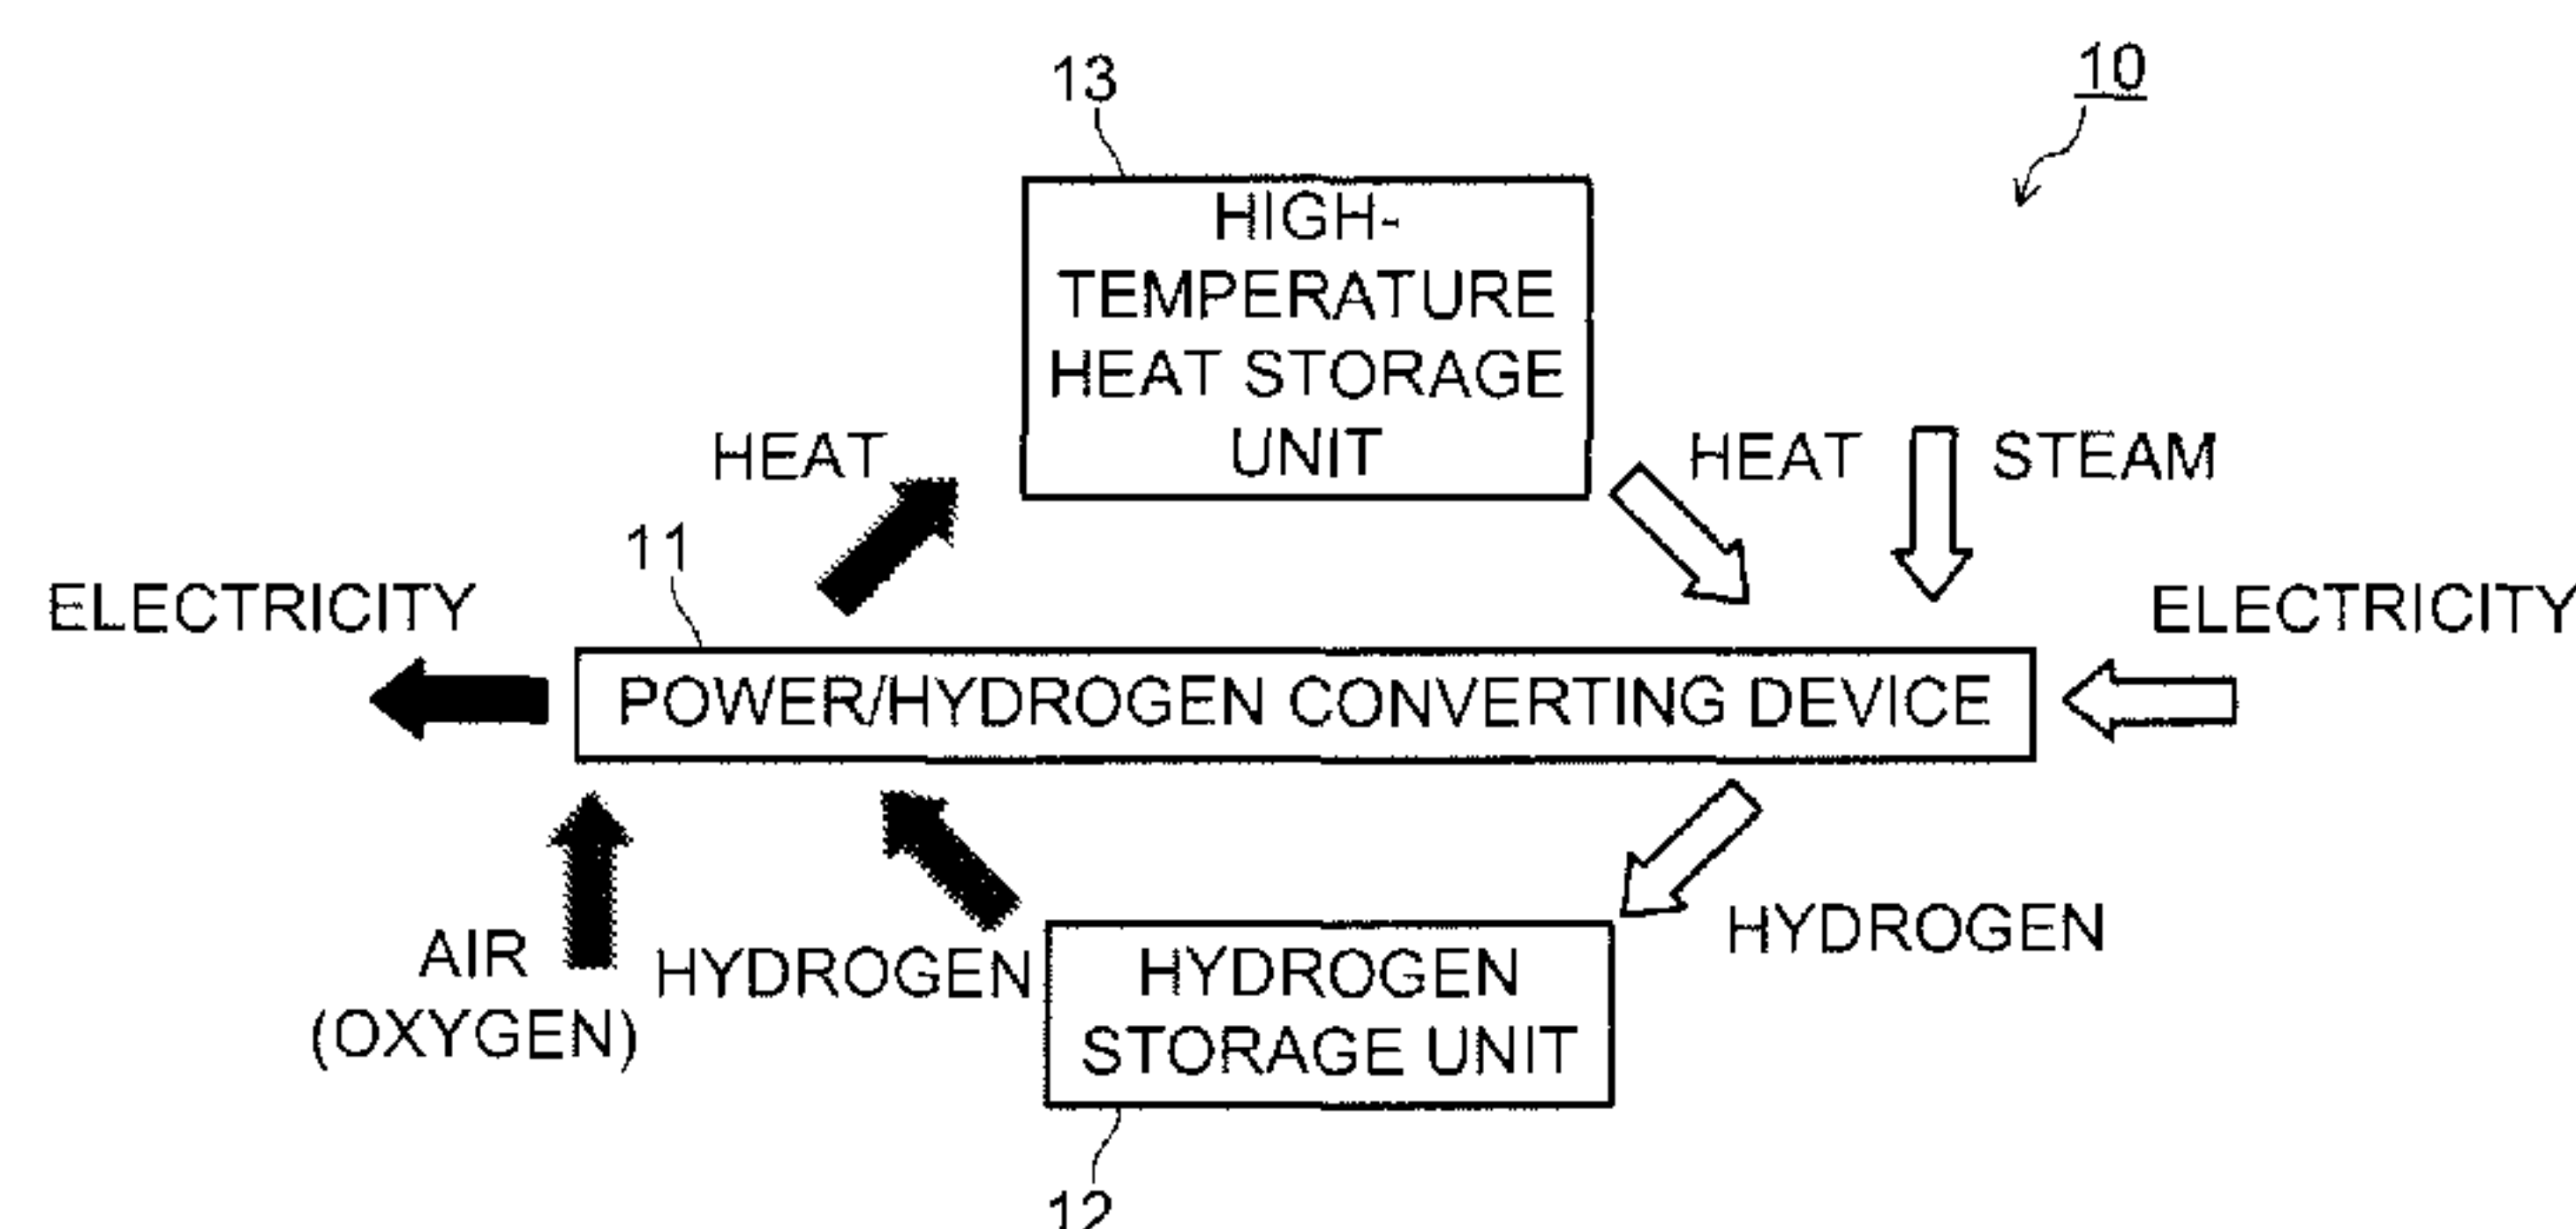 10
13
HIGH-
TEMPERATURE
HEAT STORAGE
UNIT
HEAT
HEAT
STEAM
11
ELECTRICITY
ELECTRICITY
POWER/HYDROGEN CONVERTING DEVICE
AIR
(OXYGEN)
HYDROGEN
HYDROGEN
HYDROGEN
STORAGE UNIT
12